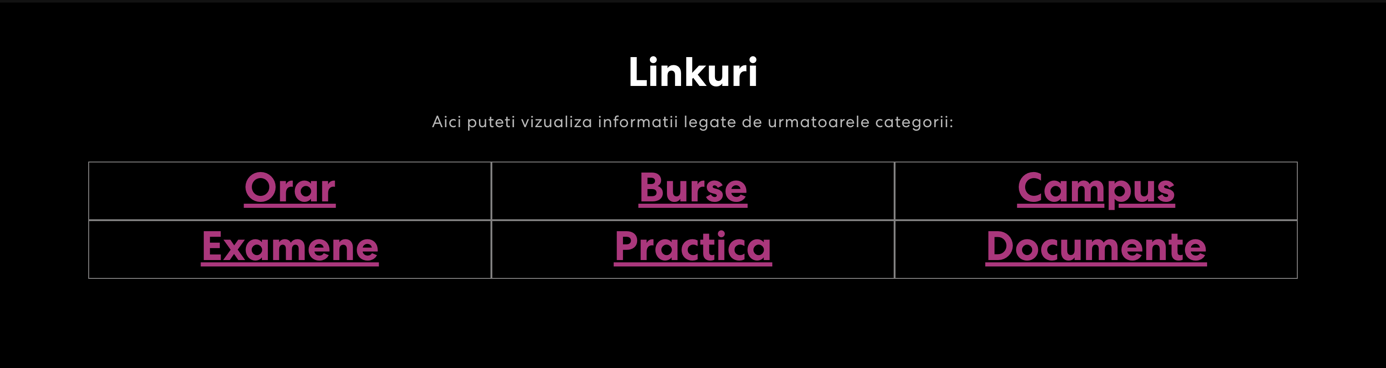 Linkuri
Aici puteti vizualiza informatii legate de urmatoarele categorii:
Orar Burse Campus
Examene Practica Documente